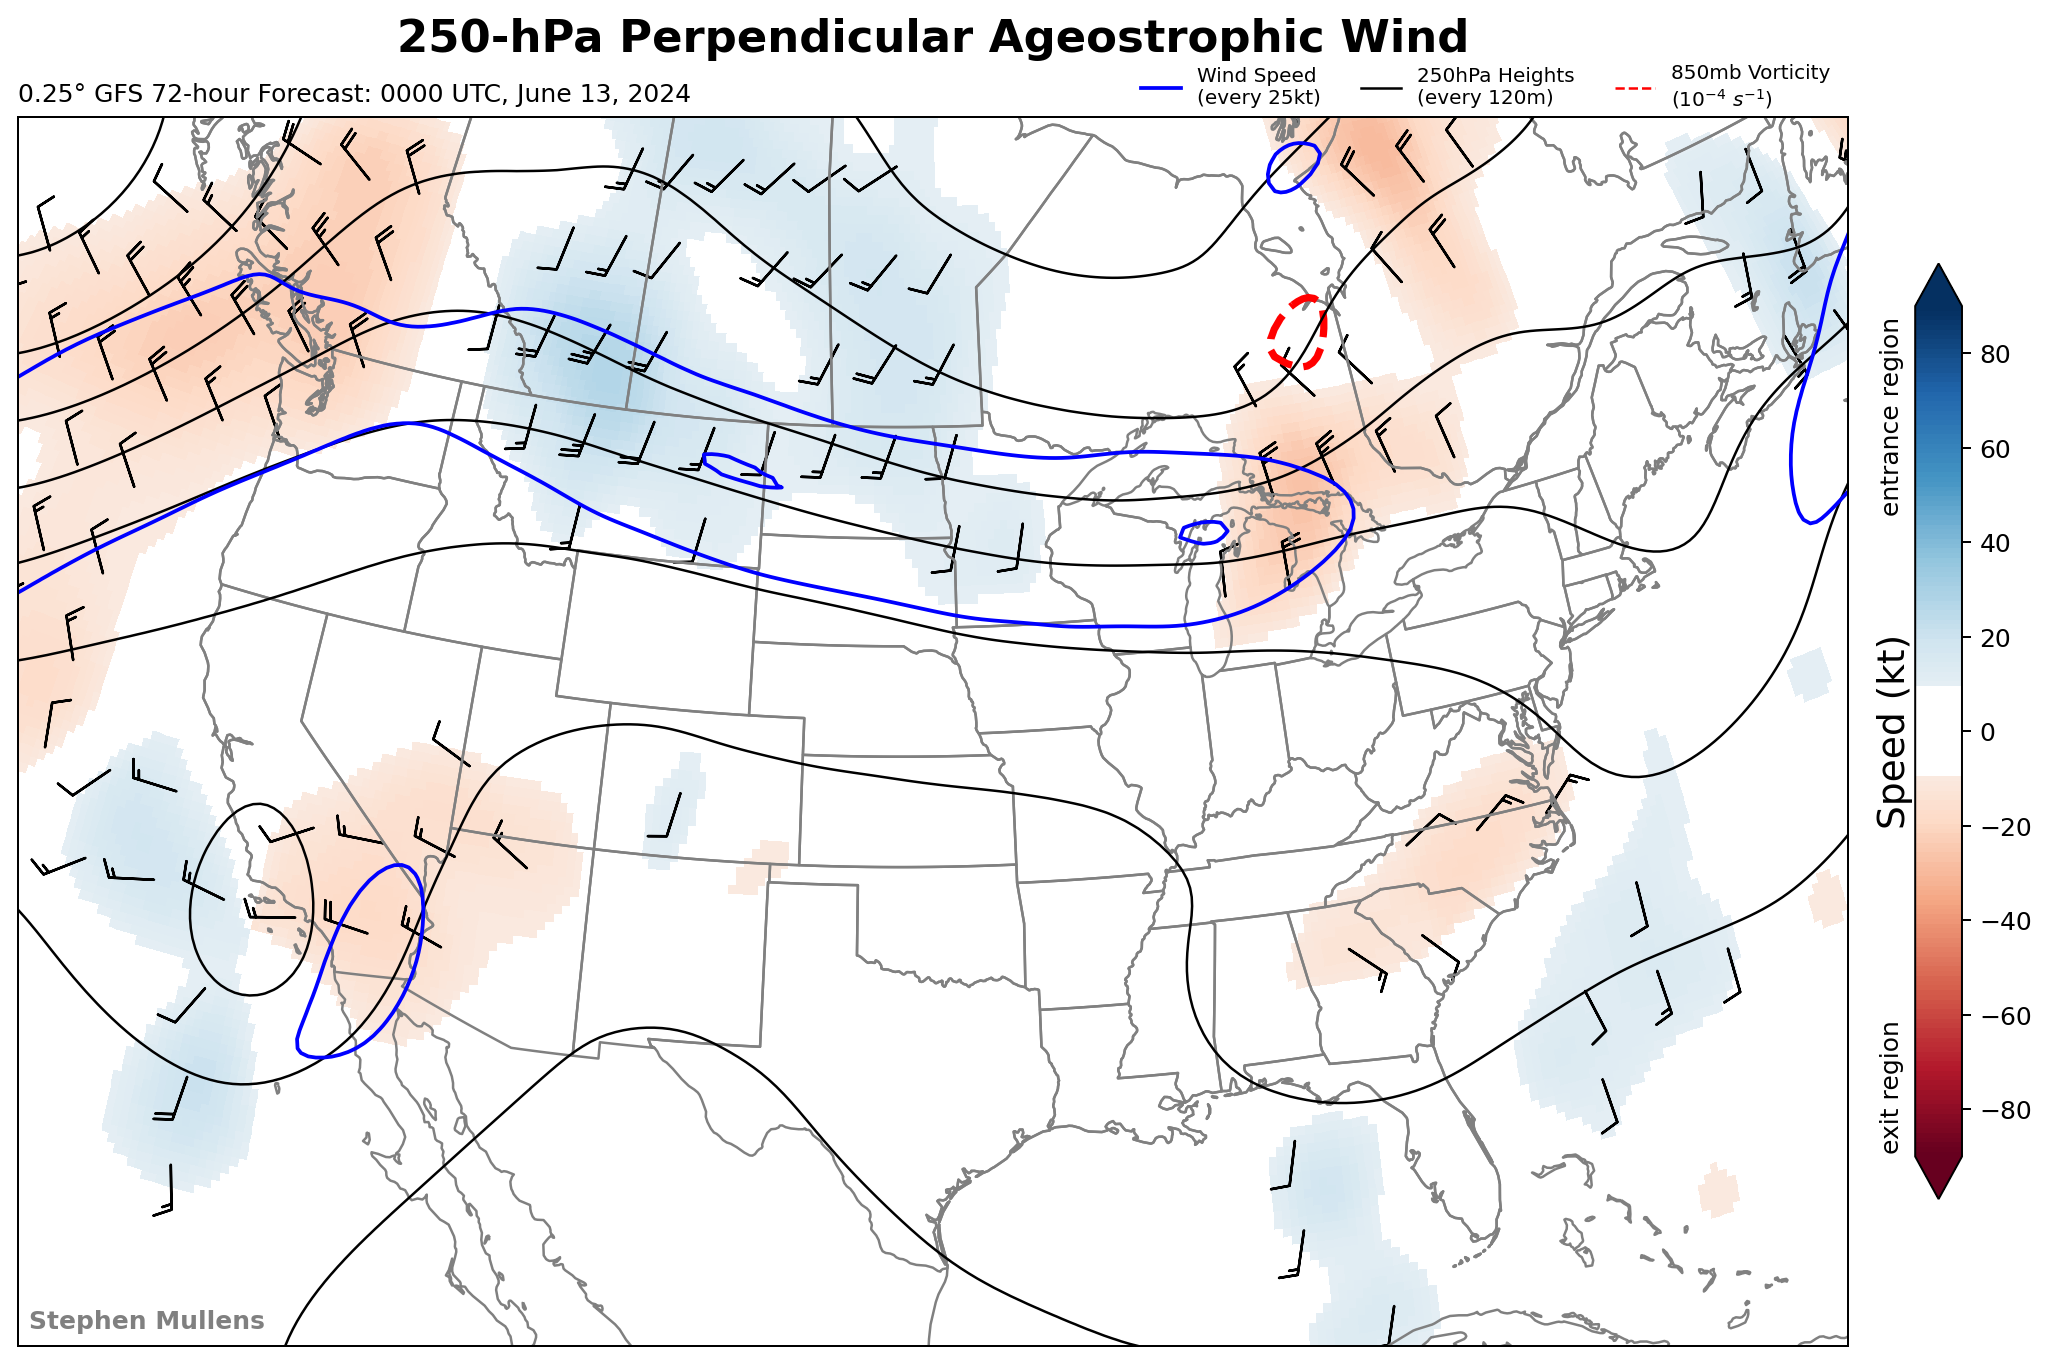 250-hPa Perpendicular Ageostrophic Wind
0.25° GFS 72-hour Forecast: 0000 UTC, June 13, 2024
Wind Speed
(every 25kt)
250hPa Heights
(every 120m)
850mb Vorticity
(10⁻⁴ s⁻¹)
entrance region
Speed (kt)
exit region
80
60
40
20
0
−20
−40
−60
−80
Stephen Mullens